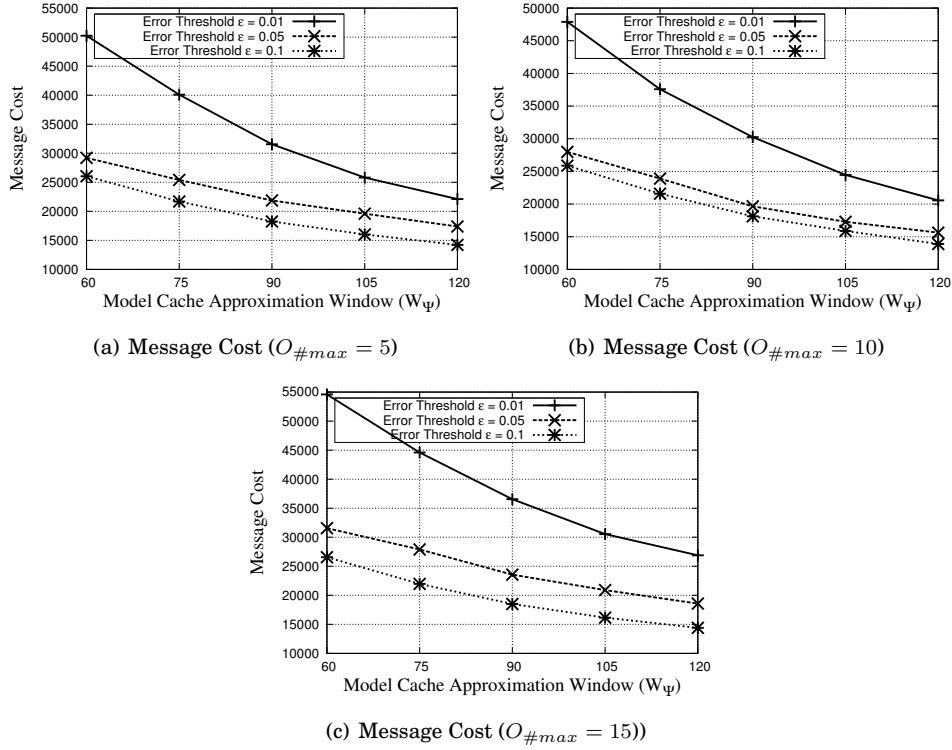 55000
50000
45000
40000
35000
30000
25000
20000
15000
10000
Message Cost
Error Threshold ε = 0.01
Error Threshold ε = 0.05
Error Threshold ε = 0.1
60 75 90 105 120
Model Cache Approximation Window (WΨ)
(a) Message Cost (O#max = 5)
50000
45000
40000
35000
30000
25000
20000
15000
10000
Message Cost
Error Threshold ε = 0.01
Error Threshold ε = 0.05
Error Threshold ε = 0.1
60 75 90 105 120
Model Cache Approximation Window (WΨ)
(b) Message Cost (O#max = 10)
55000
50000
45000
40000
35000
30000
25000
20000
15000
10000
Message Cost
Error Threshold ε = 0.01
Error Threshold ε = 0.05
Error Threshold ε = 0.1
60 75 90 105 120
Model Cache Approximation Window (WΨ)
(c) Message Cost (O#max = 15))